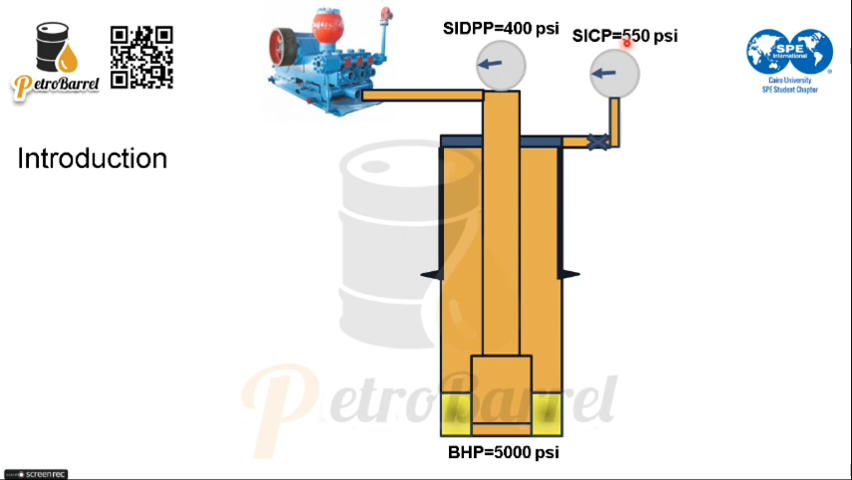 PetroBarrel
SIDPP=400 psi
SICP=550 psi
SPE
International
Cairo University
SPE Student Chapter
Introduction
PetroBarrel
BHP=5000 psi
screenrec